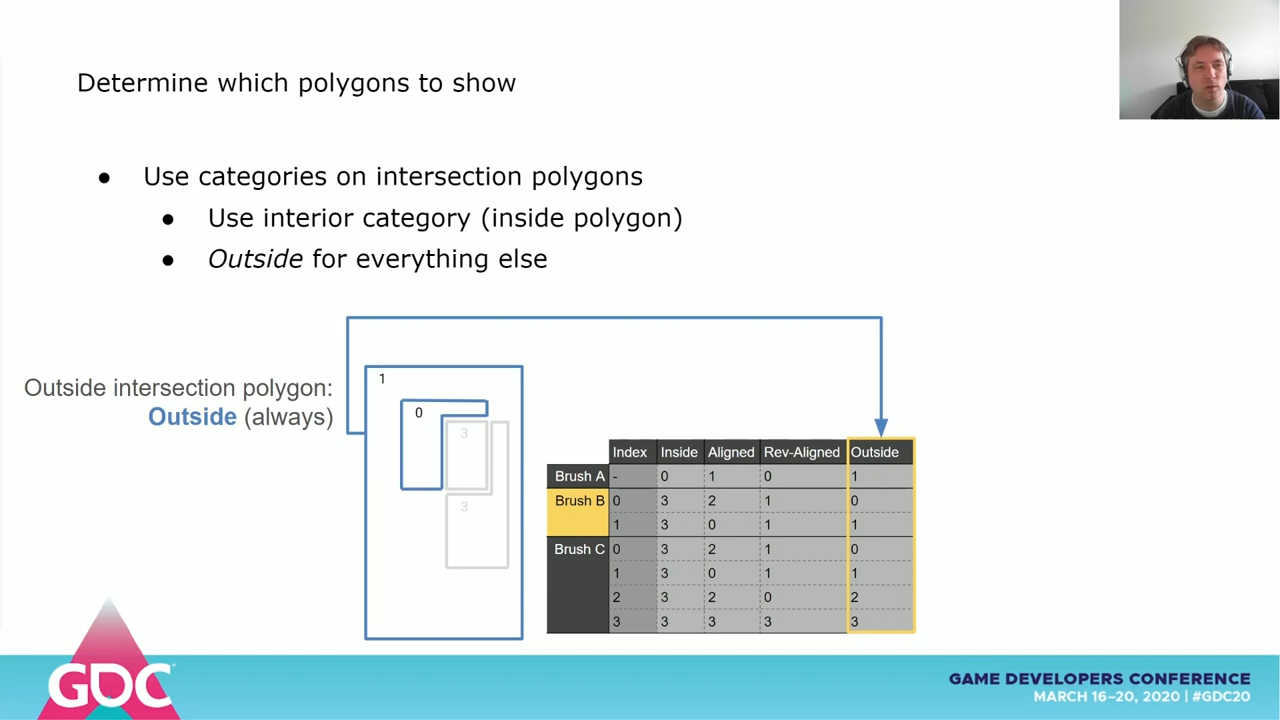 Determine which polygons to show
● Use categories on intersection polygons
● Use interior category (inside polygon)
● Outside for everything else
Outside intersection polygon:
Outside (always)
1
0
3
3
Index Inside Aligned Rev-Aligned Outside
Brush A - 0 1 0 1
Brush B 0 3 2 1 0
1 3 0 1 1
Brush C 0 3 2 1 0
1 3 0 1 1
2 3 2 0 2
3 3 3 3 3
GDC
GAME DEVELOPERS CONFERENCE
MARCH 16–20, 2020 | #GDC20